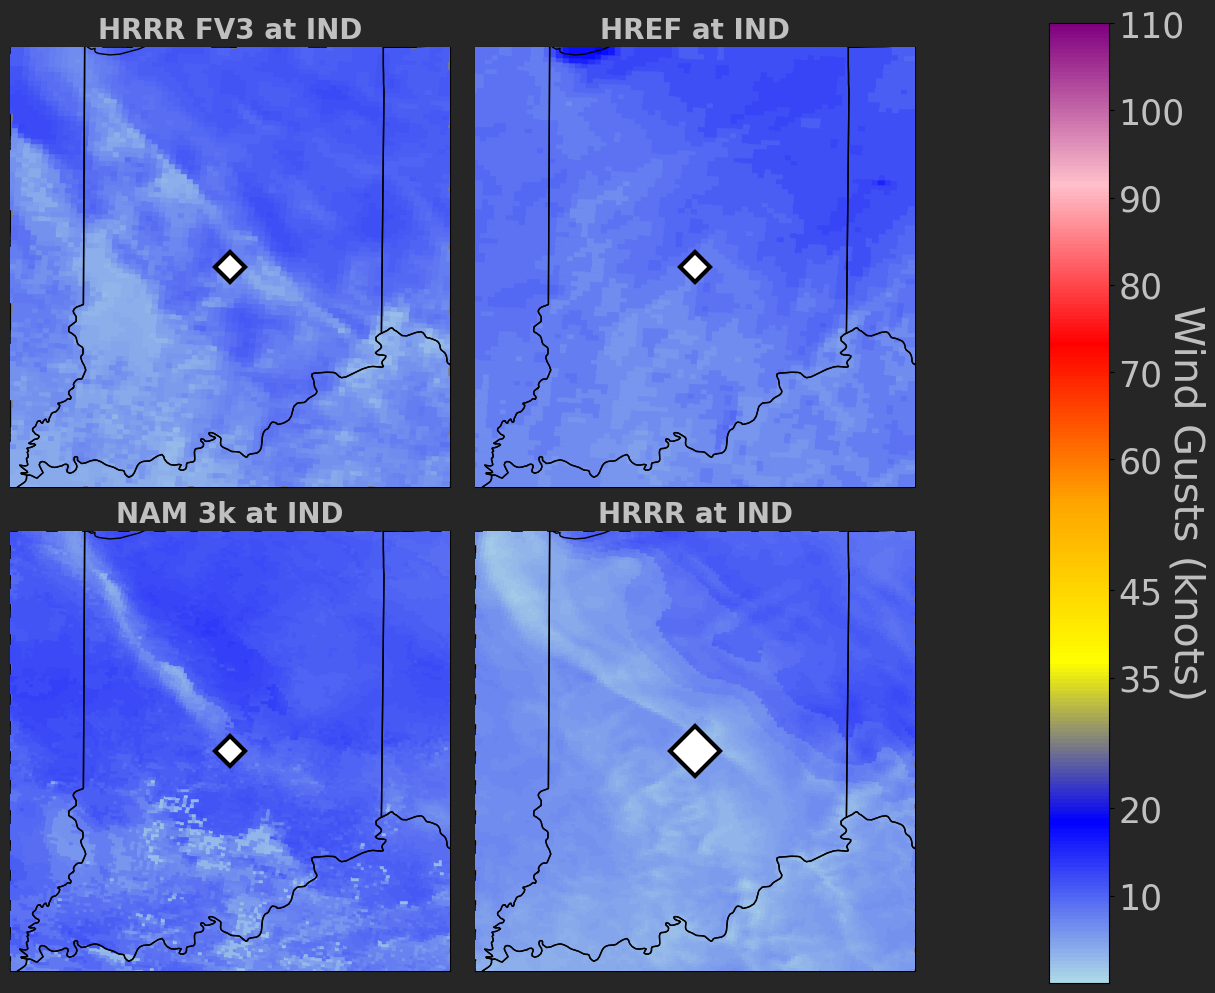 HRRR FV3 at IND
HREF at IND
NAM 3k at IND
HRRR at IND
110
100
90
80
70
60
45
35
20
10
Wind Gusts (knots)